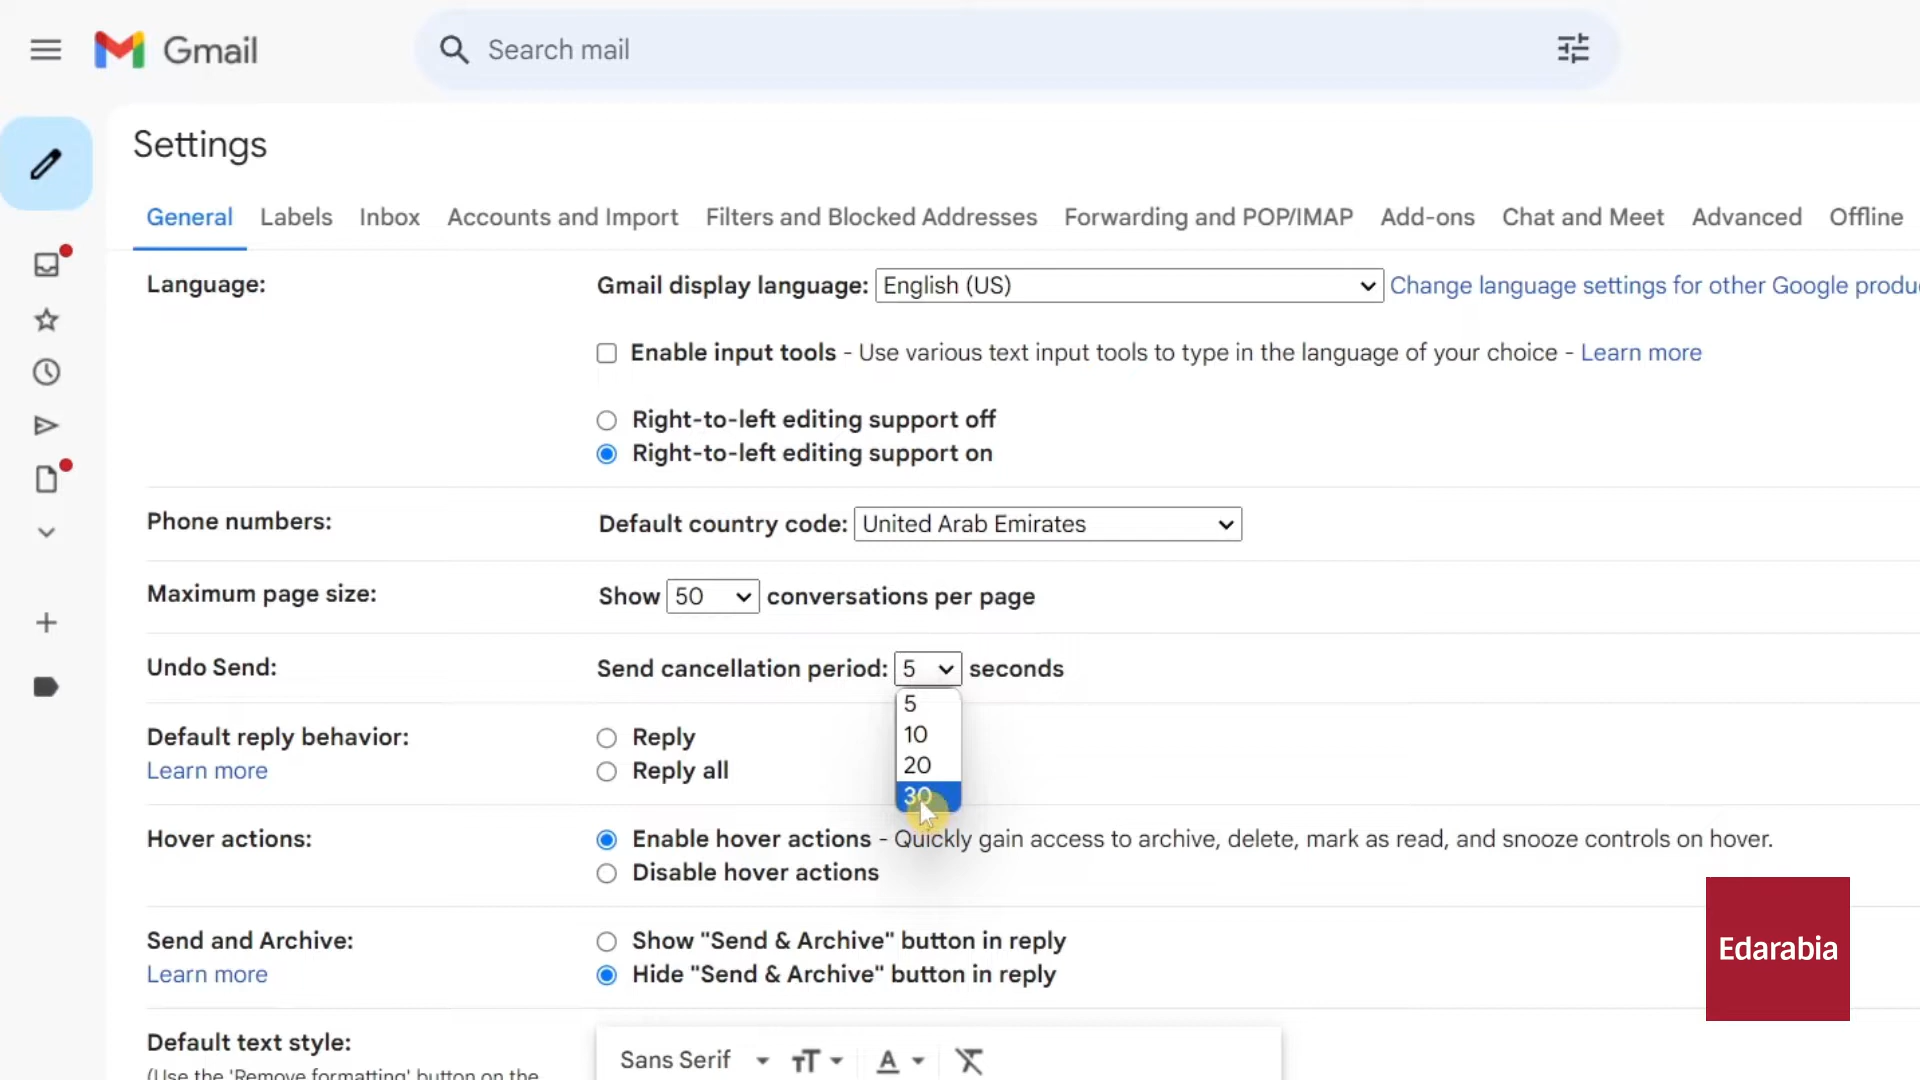 Gmail
Search mail
Settings
General Labels Inbox Accounts and Import Filters and Blocked Addresses Forwarding and POP/IMAP Add-ons Chat and Meet Advanced Offline
Language:
Gmail display language: English (US) Change language settings for other Google
Enable input tools - Use various text input tools to type in the language of your choice - Learn more
Right-to-left editing support off
Right-to-left editing support on
Phone numbers:
Default country code: United Arab Emirates
Maximum page size:
Show 50 conversations per page
Undo Send:
Send cancellation period: 5 seconds
5
10
20
30
Default reply behavior:
Learn more
Reply
Reply all
Hover actions:
Enable hover actions - Quickly gain access to archive, delete, mark as read, and snooze controls on hover.
Disable hover actions
Send and Archive:
Learn more
Show "Send & Archive" button in reply
Hide "Send & Archive" button in reply
Edarabia
Default text style:
(Use the 'Remove formatting' button on the
Sans Serif